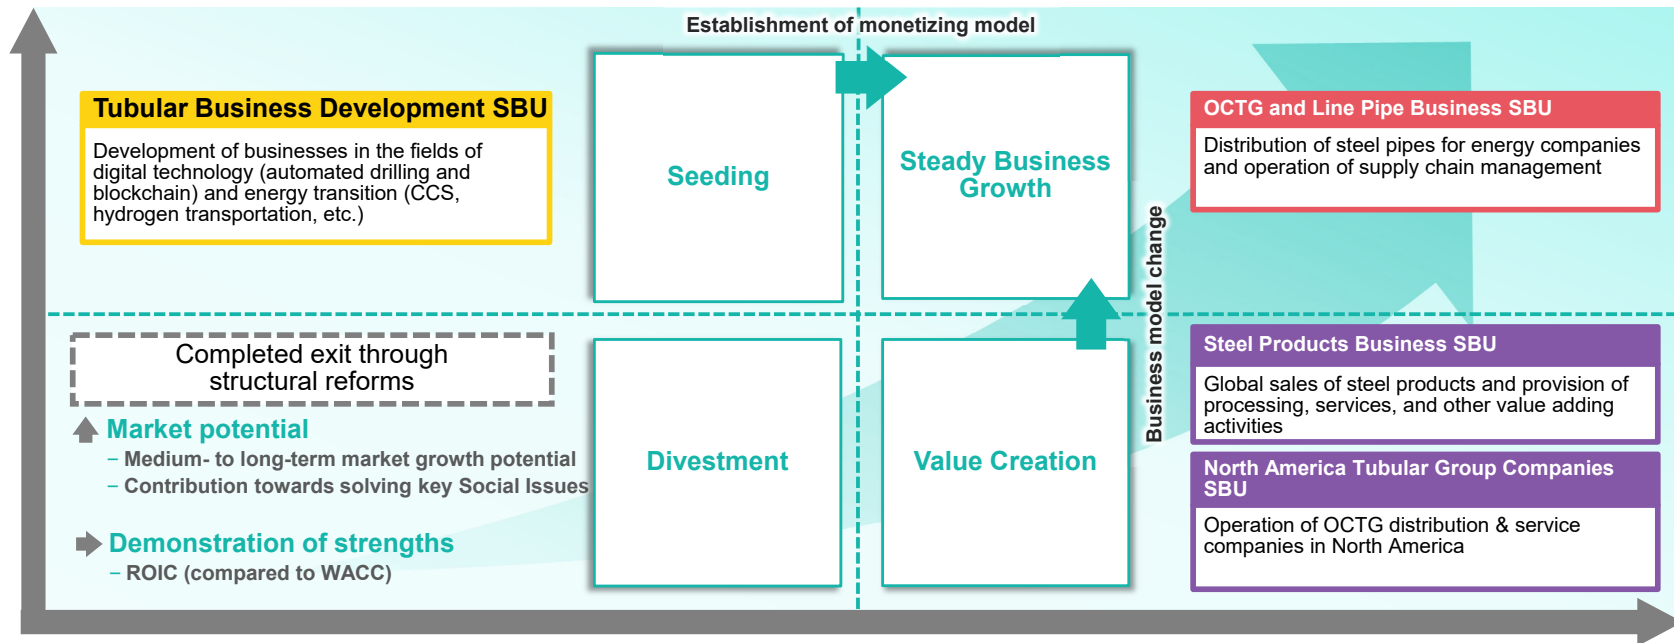 Establishment of monetizing model
Tubular Business Development SBU
Development of businesses in the fields of
digital technology (automated drilling and
blockchain) and energy transition (CCS,
hydrogen transportation, etc.)
Seeding
Steady Business
Growth
OCTG and Line Pipe Business SBU
Distribution of steel pipes for energy companies
and operation of supply chain management
Business model change
Completed exit through
structural reforms
Market potential
– Medium- to long-term market growth potential
– Contribution towards solving key Social Issues
Demonstration of strengths
– ROIC (compared to WACC)
Divestment
Value Creation
Steel Products Business SBU
Global sales of steel products and provision of
processing, services, and other value adding
activities
North America Tubular Group Companies
SBU
Operation of OCTG distribution & service
companies in North America